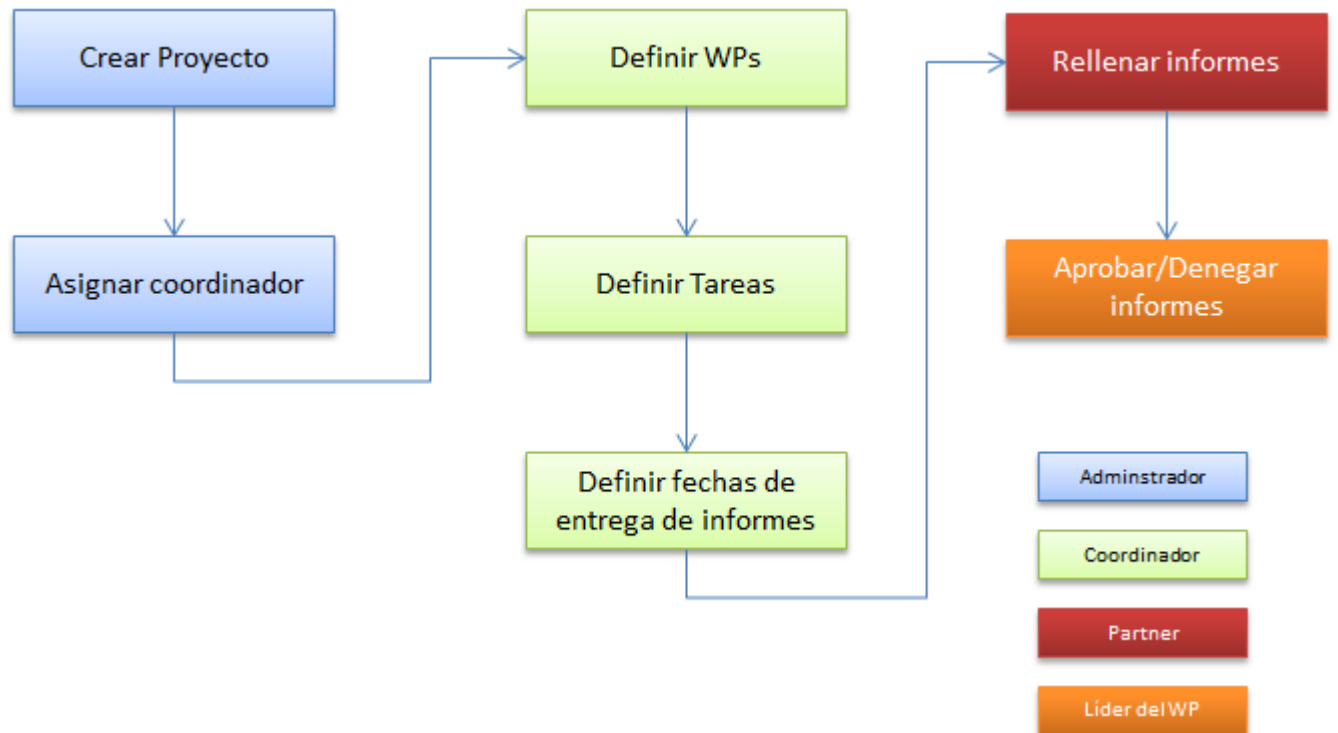 Crear Proyecto
Asignar coordinador
Definir WPs
Definir Tareas
Definir fechas de
entrega de informes
Rellenar informes
Aprobar/Denegar
informes
Adminstrador
Coordinador
Partner
Líder del WP